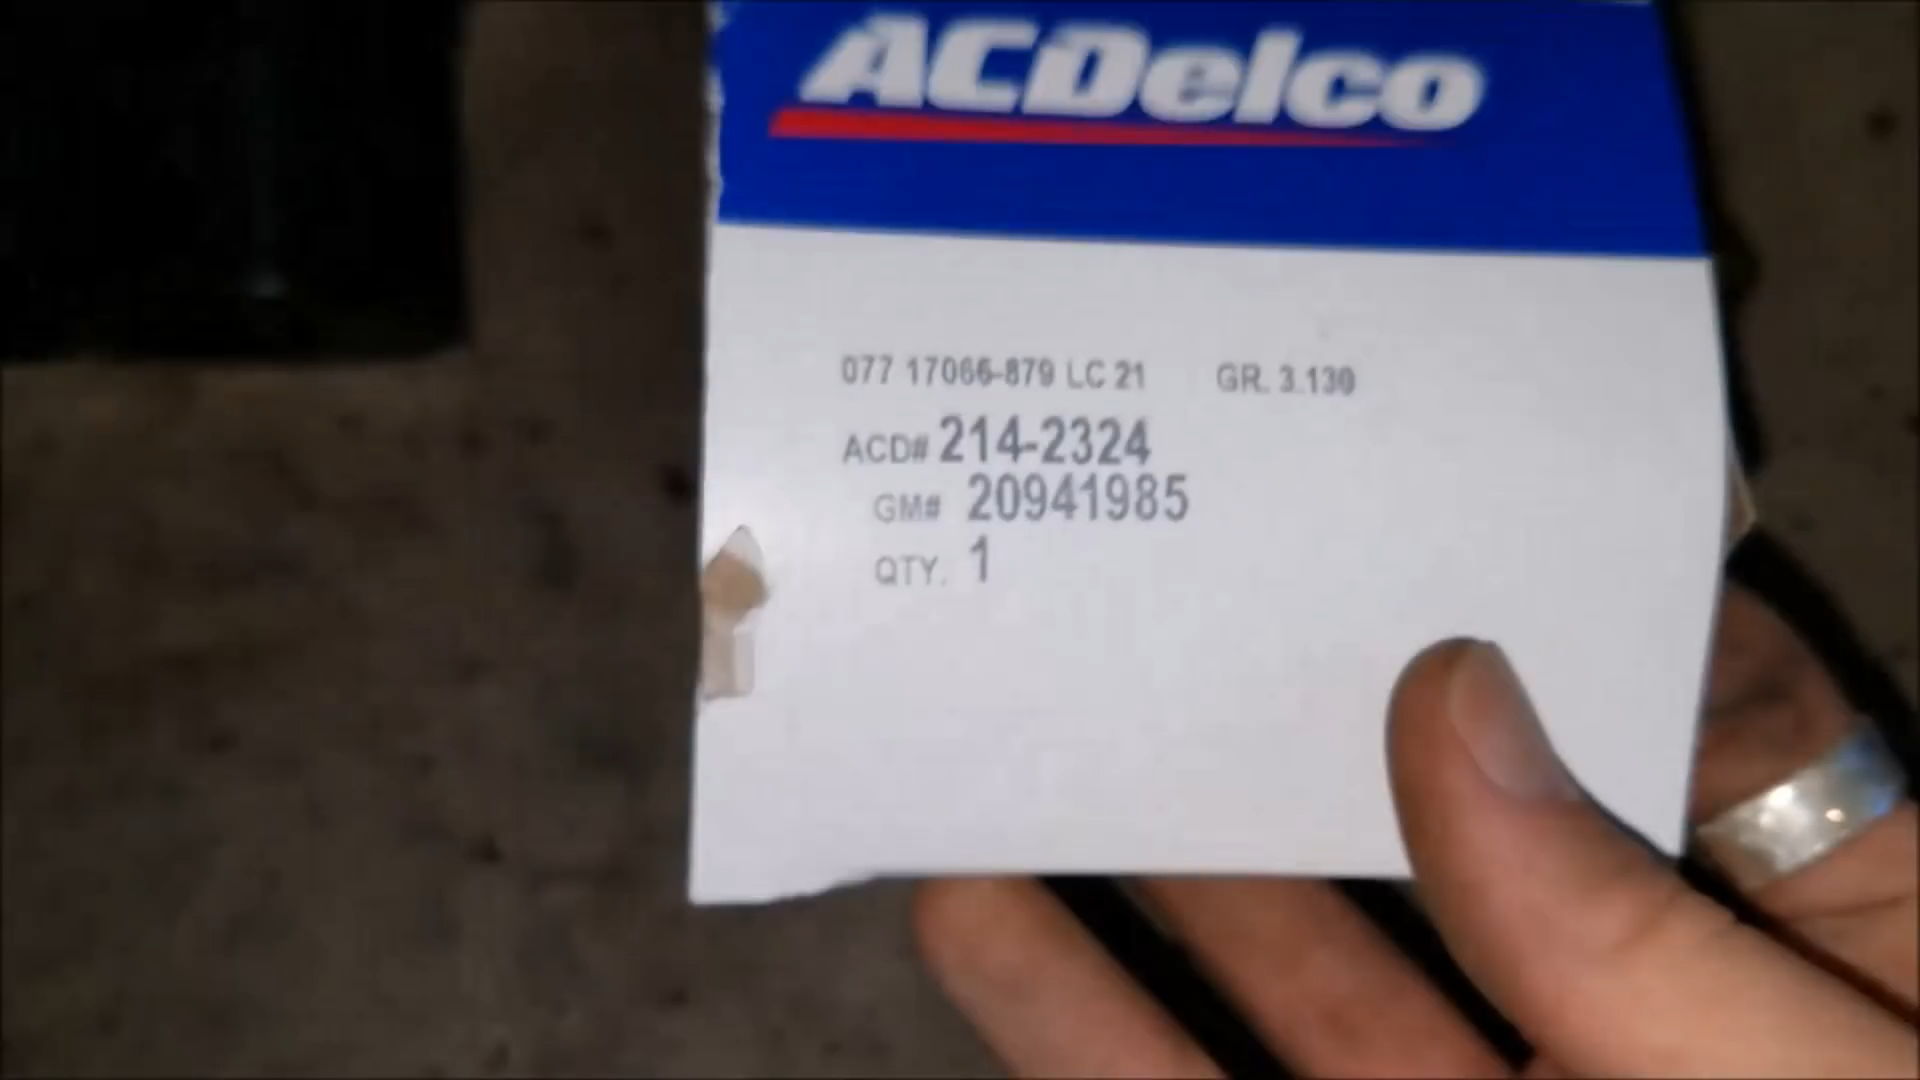 ACDelco
077 17066-879 LC 21 GR. 3.130
ACD# 214-2324
GM# 20941985
QTY. 1